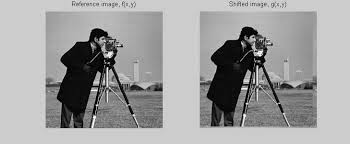 Reference image, f(x,y)
Shifted image, g(x,y)